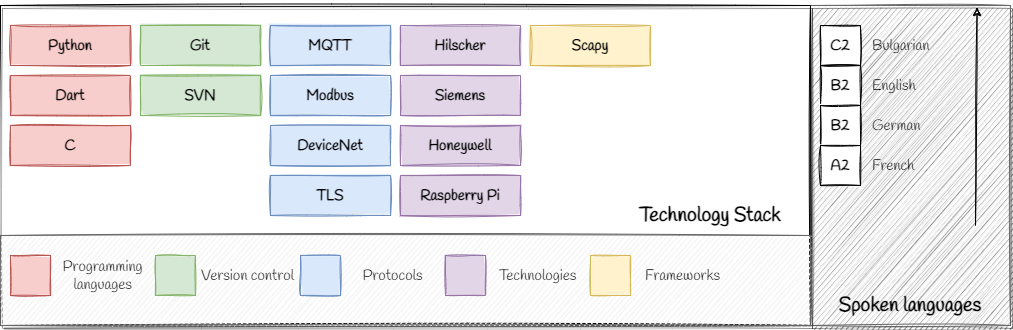 Python Git MQTT Hilscher Scapy
Dart SVN Modbus Siemens
C DeviceNet Honeywell
TLS Raspberry Pi
Technology Stack
Programming
languages
Version control
Protocols
Technologies
Frameworks
C2 Bulgarian
B2 English
B2 German
A2 French
Spoken languages